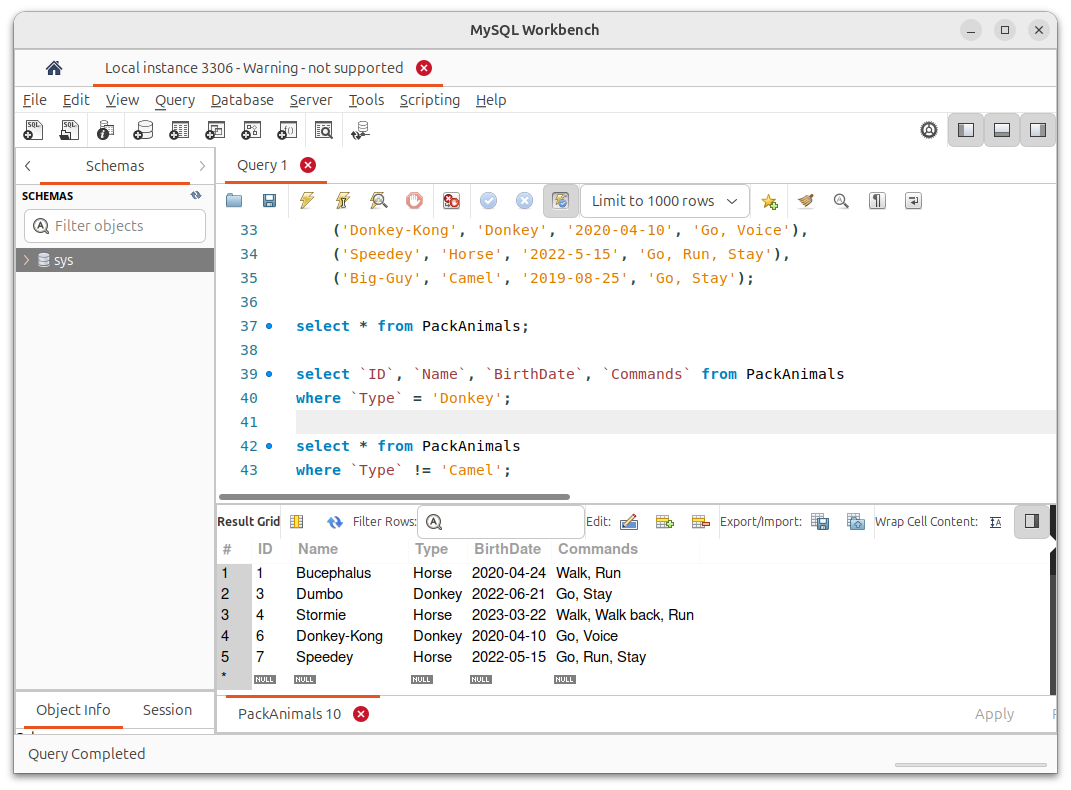 MySQL Workbench
Local instance 3306 - Warning - not supported
File Edit View Query Database Server Tools Scripting Help
Schemas
Query 1
SCHEMAS
Filter objects
sys
Limit to 1000 rows
33 ('Donkey-Kong', 'Donkey', '2020-04-10', 'Go, Voice'),
34 ('Speedey', 'Horse', '2022-5-15', 'Go, Run, Stay'),
35 ('Big-Guy', 'Camel', '2019-08-25', 'Go, Stay');
36
37 select * from PackAnimals;
38
39 select `ID`, `Name`, `BirthDate`, `Commands` from PackAnimals
40 where `Type` = 'Donkey';
41
42 select * from PackAnimals
43 where `Type` != 'Camel';
Result Grid Filter Rows: Edit: Export/Import: Wrap Cell Content:
# ID Name Type BirthDate Commands
1 1 Bucephalus Horse 2020-04-24 Walk, Run
2 3 Dumbo Donkey 2022-06-21 Go, Stay
3 4 Stormie Horse 2023-03-22 Walk, Walk back, Run
4 6 Donkey-Kong Donkey 2020-04-10 Go, Voice
5 7 Speedey Horse 2022-05-15 Go, Run, Stay
* NULL NULL NULL NULL NULL
Object Info Session
PackAnimals 10
Apply
Query Completed